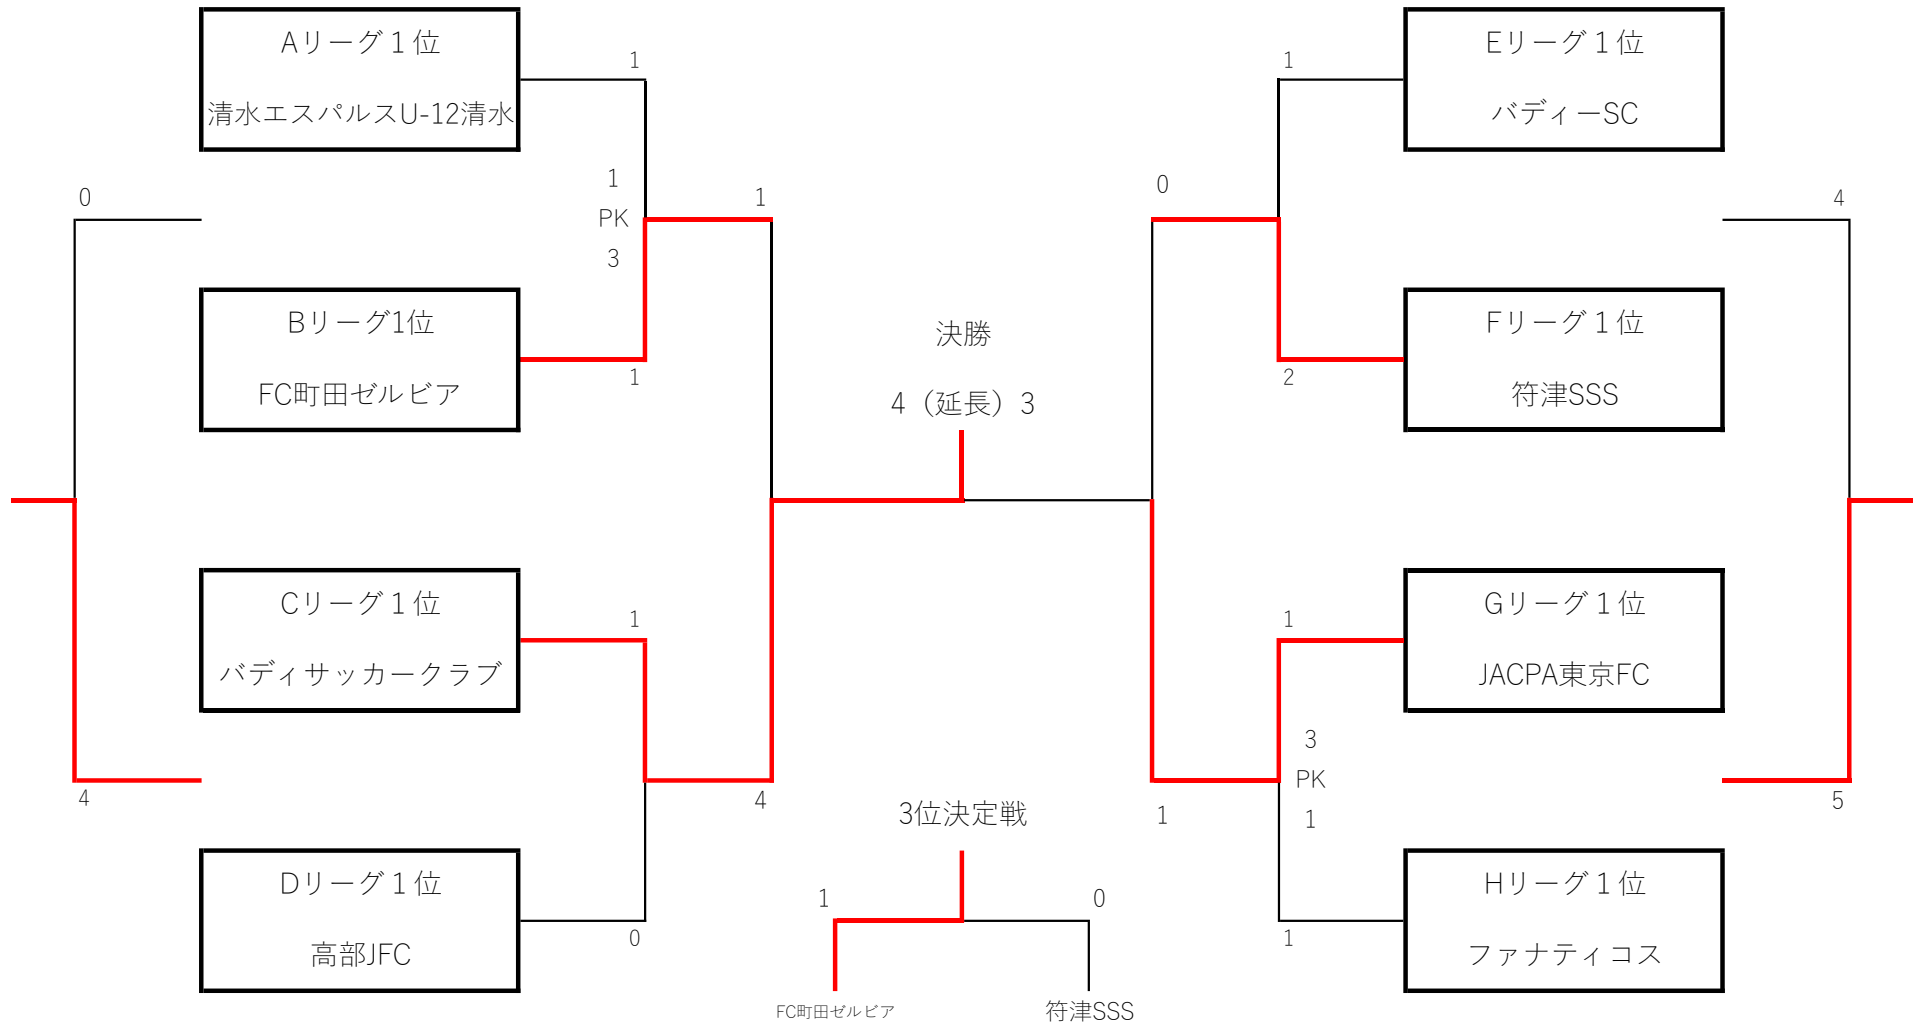 Aリーグ１位
清水エスパルスU-12清水
1
1
PK
3
0
1
Bリーグ1位
FC町田ゼルビア
1
Cリーグ１位
バディサッカークラブ
1
4
4
Dリーグ１位
高部JFC
0
決勝
4（延長）3
3位決定戦
1
0
FC町田ゼルビア
符津SSS
1
Eリーグ１位
バディーSC
0
4
Fリーグ１位
符津SSS
2
1
Gリーグ１位
JACPA東京FC
3
PK
1
1
5
Hリーグ１位
ファナティコス
1